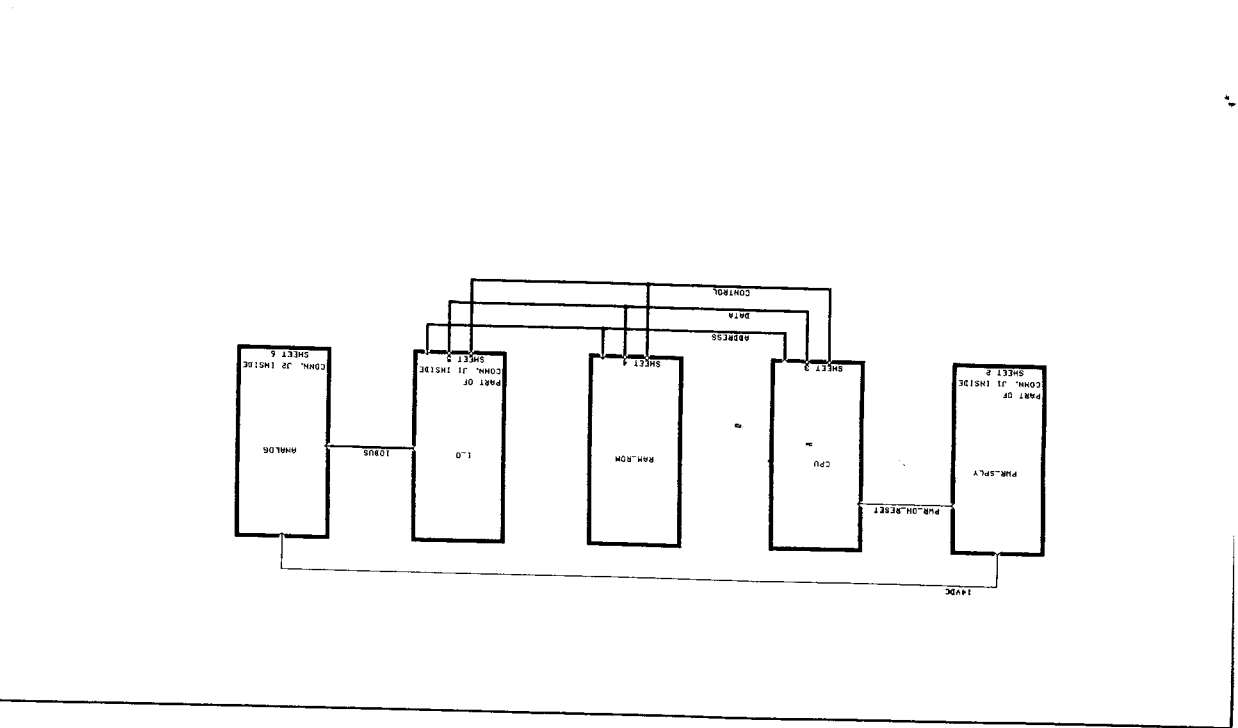 14VDC
PWR_ON_RESET
PWR_SPLY
PART OF
CONN. J1 INSIDE
SHEET 2
CPU
SHEET 3
RAM_ROM
SHEET 4
I_O
PART OF
CONN. J1 INSIDE
SHEET 5
IOBUS
ANALOG
CONN. J2 INSIDE
SHEET 6
ADDRESS
DATA
CONTROL